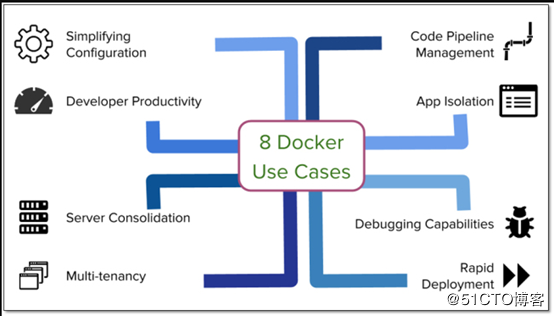 Simplifying
Configuration
Developer Productivity
Server Consolidation
Multi-tenancy
8 Docker
Use Cases
Code Pipeline
Management
App Isolation
Debugging Capabilities
Rapid
Deployment
@51CTO博客